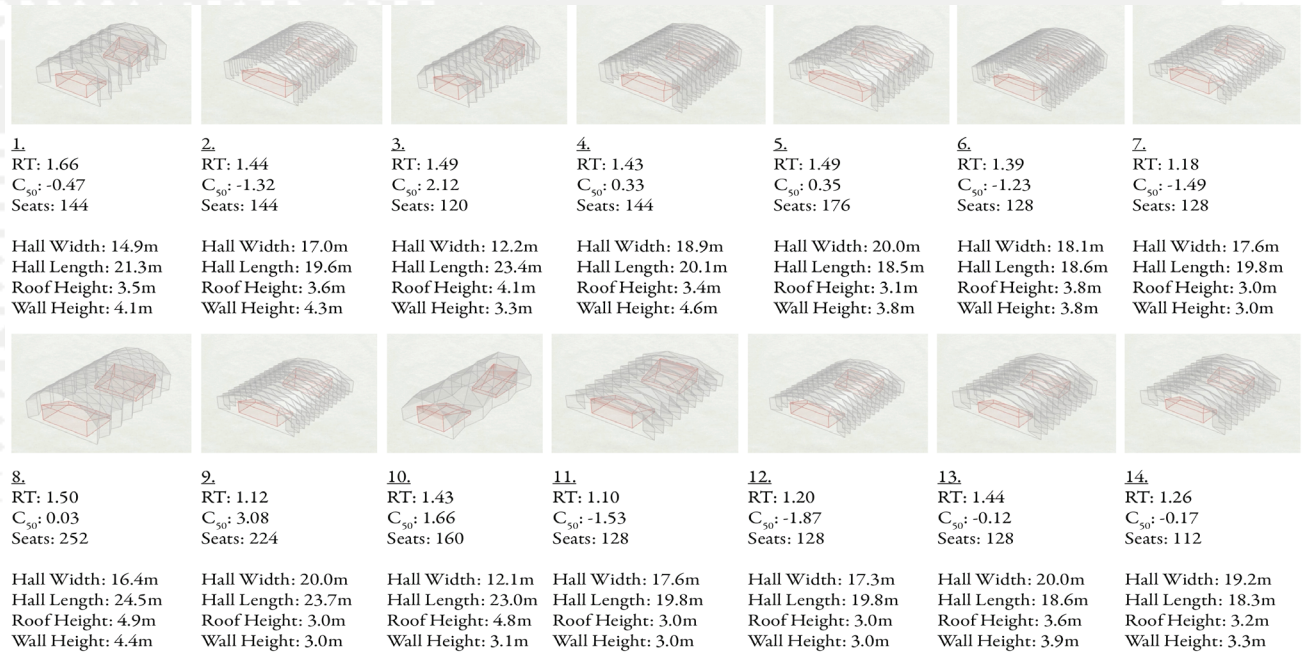 1.
RT: 1.66
C50: -0.47
Seats: 144
Hall Width: 14.9m
Hall Length: 21.3m
Roof Height: 3.5m
Wall Height: 4.1m
2.
RT: 1.44
C50: -1.32
Seats: 144
Hall Width: 17.0m
Hall Length: 19.6m
Roof Height: 3.6m
Wall Height: 4.3m
3.
RT: 1.49
C50: 2.12
Seats: 120
Hall Width: 12.2m
Hall Length: 23.4m
Roof Height: 4.1m
Wall Height: 3.3m
4.
RT: 1.43
C50: 0.33
Seats: 144
Hall Width: 18.9m
Hall Length: 20.1m
Roof Height: 3.4m
Wall Height: 4.6m
5.
RT: 1.49
C50: 0.35
Seats: 176
Hall Width: 20.0m
Hall Length: 18.5m
Roof Height: 3.1m
Wall Height: 3.8m
6.
RT: 1.39
C50: -1.23
Seats: 128
Hall Width: 18.1m
Hall Length: 18.6m
Roof Height: 3.8m
Wall Height: 3.8m
7.
RT: 1.18
C50: -1.49
Seats: 128
Hall Width: 17.6m
Hall Length: 19.8m
Roof Height: 3.0m
Wall Height: 3.0m
8.
RT: 1.50
C50: 0.03
Seats: 252
Hall Width: 16.4m
Hall Length: 24.5m
Roof Height: 4.9m
Wall Height: 4.4m
9.
RT: 1.12
C50: 3.08
Seats: 224
Hall Width: 20.0m
Hall Length: 23.7m
Roof Height: 3.0m
Wall Height: 3.0m
10.
RT: 1.43
C50: 1.66
Seats: 160
Hall Width: 12.1m
Hall Length: 23.0m
Roof Height: 4.8m
Wall Height: 3.1m
11.
RT: 1.10
C50: -1.53
Seats: 128
Hall Width: 17.6m
Hall Length: 19.8m
Roof Height: 3.0m
Wall Height: 3.0m
12.
RT: 1.20
C50: -1.87
Seats: 128
Hall Width: 17.3m
Hall Length: 19.8m
Roof Height: 3.0m
Wall Height: 3.0m
13.
RT: 1.44
C50: -0.12
Seats: 128
Hall Width: 20.0m
Hall Length: 18.6m
Roof Height: 3.6m
Wall Height: 3.9m
14.
RT: 1.26
C50: -0.17
Seats: 112
Hall Width: 19.2m
Hall Length: 18.3m
Roof Height: 3.2m
Wall Height: 3.3m